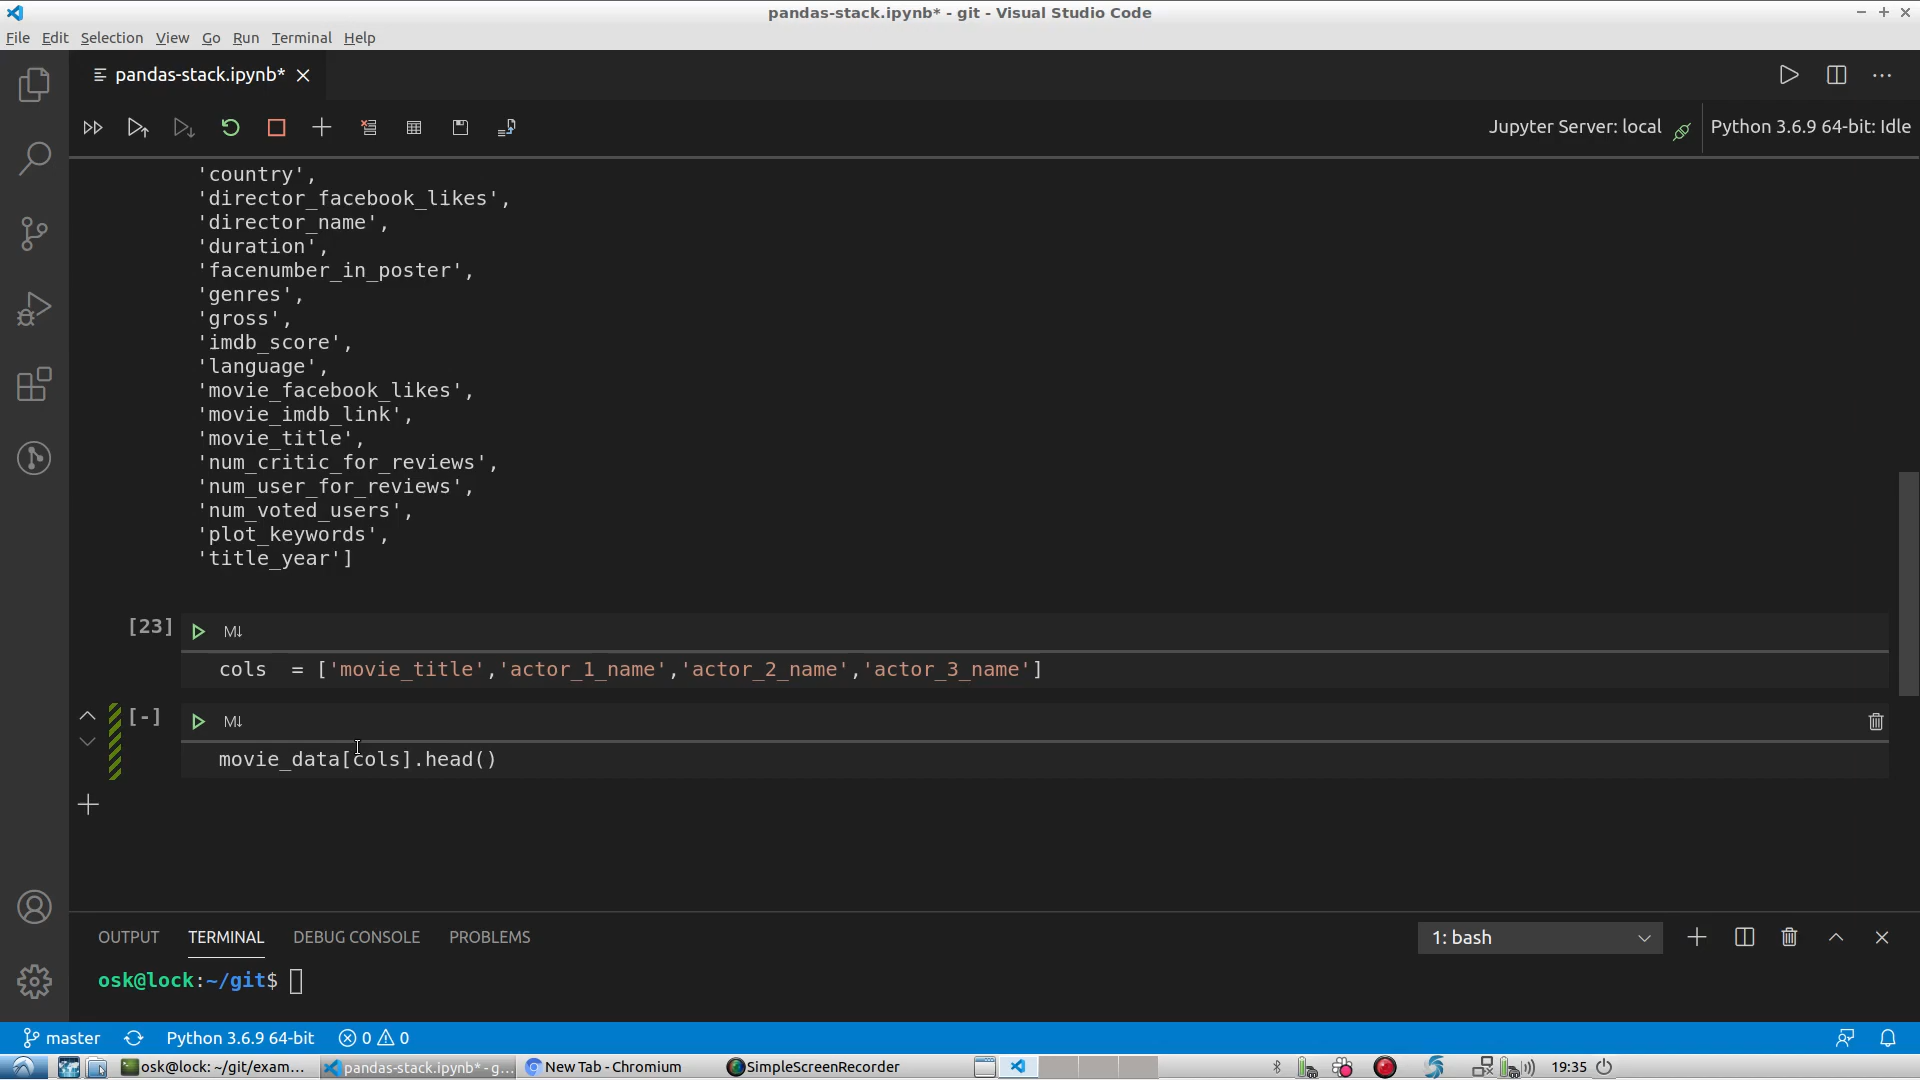 pandas-stack.ipynb* - git - Visual Studio Code
File Edit Selection View Go Run Terminal Help
pandas-stack.ipynb*
Jupyter Server: local Python 3.6.9 64-bit: Idle
'country',
'director_facebook_likes',
'director_name',
'duration',
'facenumber_in_poster',
'genres',
'gross',
'imdb_score',
'language',
'movie_facebook_likes',
'movie_imdb_link',
'movie_title',
'num_critic_for_reviews',
'num_user_for_reviews',
'num_voted_users',
'plot_keywords',
'title_year']
[23]
M↓
cols  = ['movie_title','actor_1_name','actor_2_name','actor_3_name']
[-]
M↓
movie_data[cols].head()
OUTPUT TERMINAL DEBUG CONSOLE PROBLEMS
1: bash
osk@lock:~/git$
master Python 3.6.9 64-bit 0 0
osk@lock: ~/git/exam... pandas-stack.ipynb* - g... New Tab - Chromium SimpleScreenRecorder 19:35